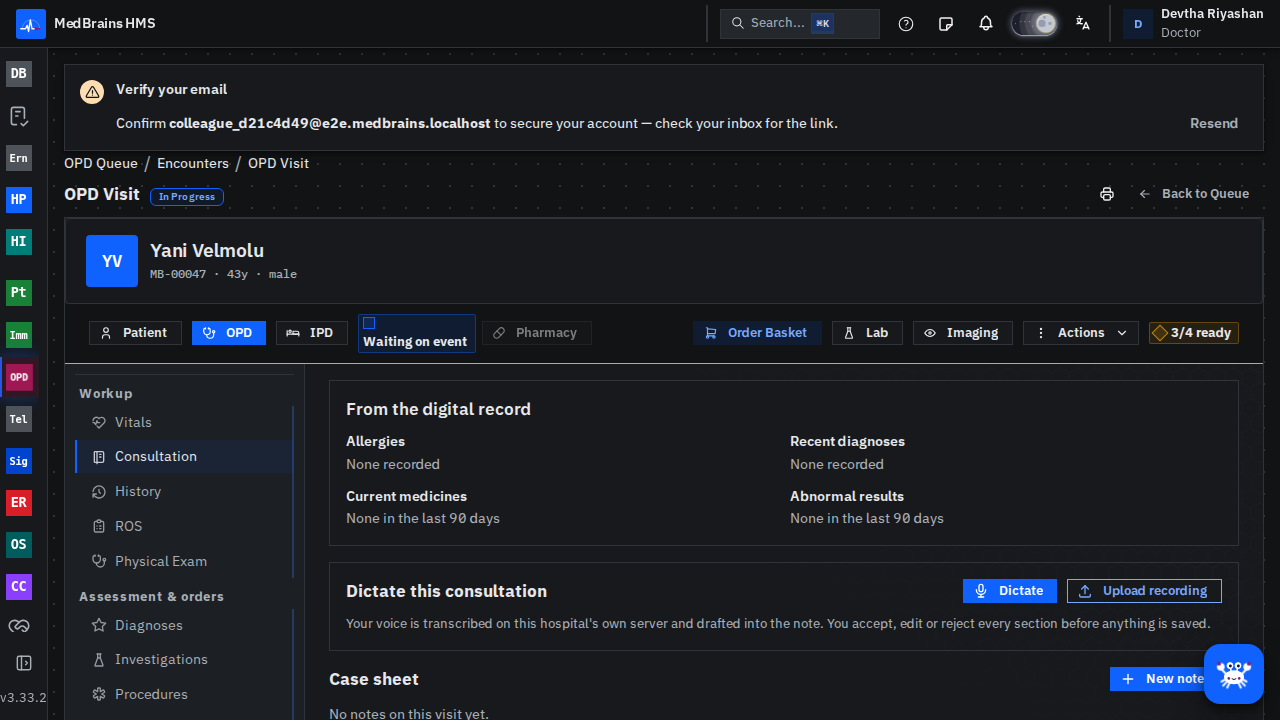 MedBrains HMS
Search... ⌘K
D
Devtha Riyashan
Doctor
DB
Ern
HP
HI
Pt
Imm
OPD
Tel
Sig
ER
OS
CC
v3.33.2
Verify your email
Confirm colleague_d21c4d49@e2e.medbrains.localhost to secure your account — check your inbox for the link.
Resend
OPD Queue / Encounters / OPD Visit
OPD Visit
In Progress
Back to Queue
YV
Yani Velmolu
MB-00047 · 43y · male
Patient
OPD
IPD
Waiting on event
Pharmacy
Order Basket
Lab
Imaging
Actions
3/4 ready
Workup
Vitals
Consultation
History
ROS
Physical Exam
Assessment & orders
Diagnoses
Investigations
Procedures
From the digital record
Allergies
None recorded
Recent diagnoses
None recorded
Current medicines
None in the last 90 days
Abnormal results
None in the last 90 days
Dictate this consultation
Dictate
Upload recording
Your voice is transcribed on this hospital's own server and drafted into the note. You accept, edit or reject every section before anything is saved.
Case sheet
New note
No notes on this visit yet.